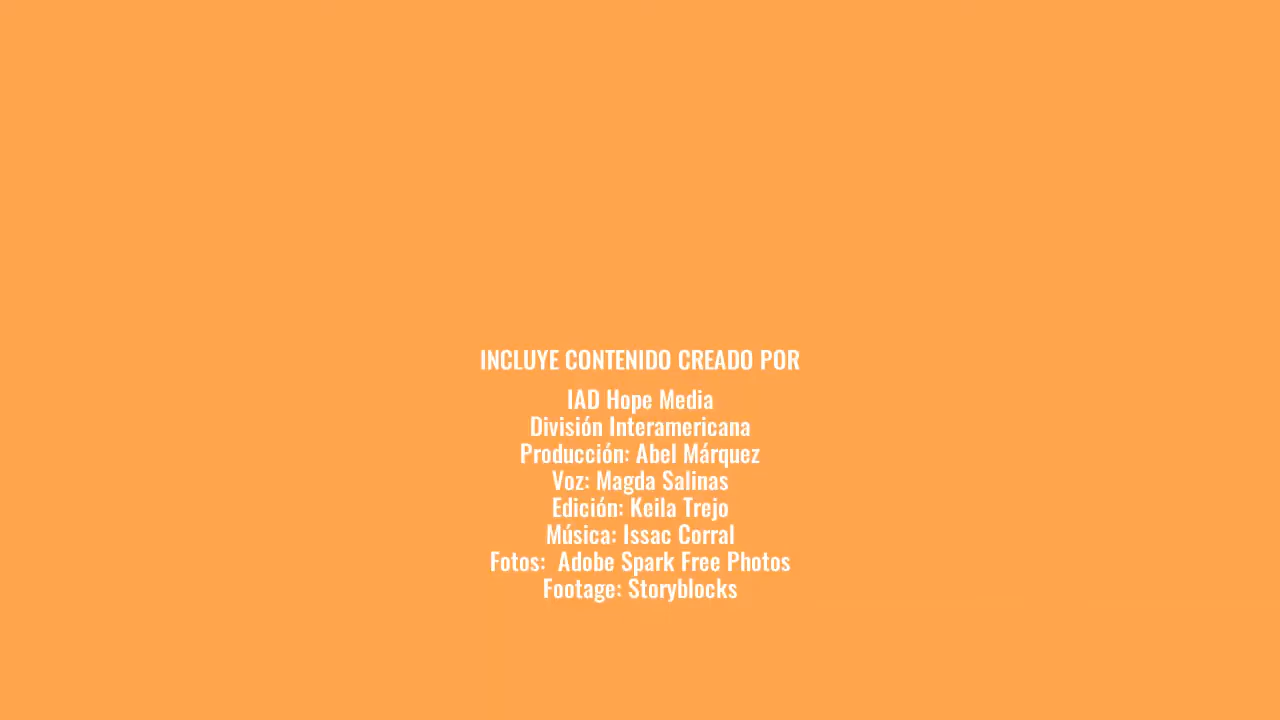 INCLUYE CONTENIDO CREADO POR
IAD Hope Media
División Interamericana
Producción: Abel Márquez
Voz: Magda Salinas
Edición: Keila Trejo
Música: Issac Corral
Fotos:  Adobe Spark Free Photos
Footage: Storyblocks